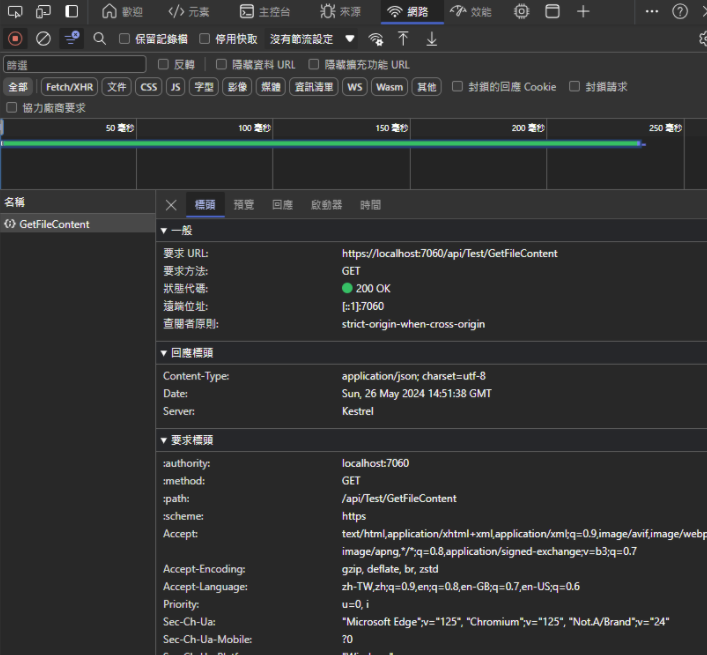 歡迎 元素 主控台 來源 網路 效能
保留記錄檔 停用快取 沒有節流設定
篩選 反轉 隱藏資料 URL 隱藏擴充功能 URL
全部 Fetch/XHR 文件 CSS JS 字型 影像 媒體 資訊清單 WS Wasm 其他 封鎖的回應 Cookie 封鎖請求
協力廠商要求
50 毫秒 100 毫秒 150 毫秒 200 毫秒 250 毫秒
名稱 標頭 預覽 回應 啟動器 時間
GetFileContent
一般
要求 URL: https://localhost:7060/api/Test/GetFileContent
要求方法: GET
狀態代碼: 200 OK
遠端位址: [::1]:7060
查閱者原則: strict-origin-when-cross-origin
回應標頭
Content-Type: application/json; charset=utf-8
Date: Sun, 26 May 2024 14:51:38 GMT
Server: Kestrel
要求標頭
:authority: localhost:7060
:method: GET
:path: /api/Test/GetFileContent
:scheme: https
Accept: text/html,application/xhtml+xml,application/xml;q=0.9,image/avif,image/webp
image/apng,*/*;q=0.8,application/signed-exchange;v=b3;q=0.7
Accept-Encoding: gzip, deflate, br, zstd
Accept-Language: zh-TW,zh;q=0.9,en;q=0.8,en-GB;q=0.7,en-US;q=0.6
Priority: u=0, i
Sec-Ch-Ua: "Microsoft Edge";v="125", "Chromium";v="125", "Not.A/Brand";v="24"
Sec-Ch-Ua-Mobile: ?0